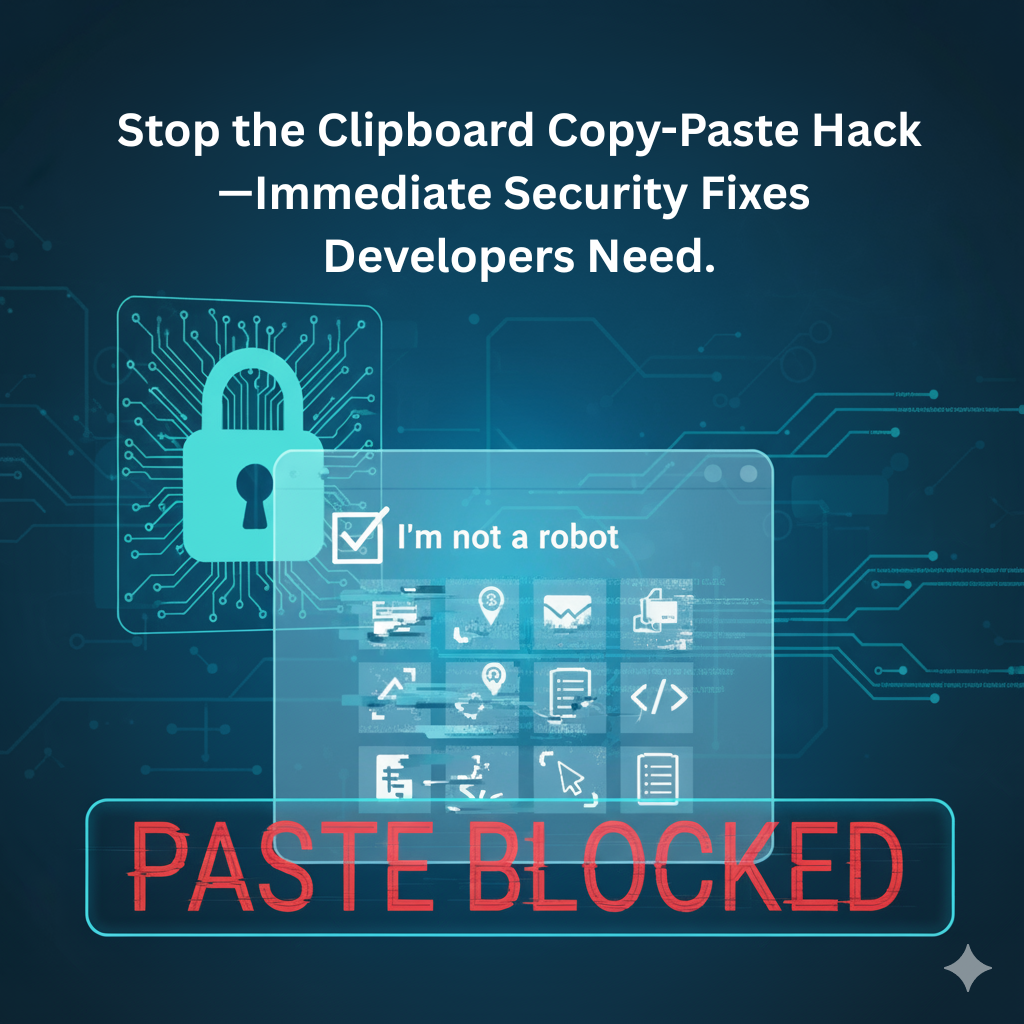 Stop the Clipboard Copy-Paste Hack
—Immediate Security Fixes
Developers Need.
I'm not a robot
</>
PASTE BLOCKED